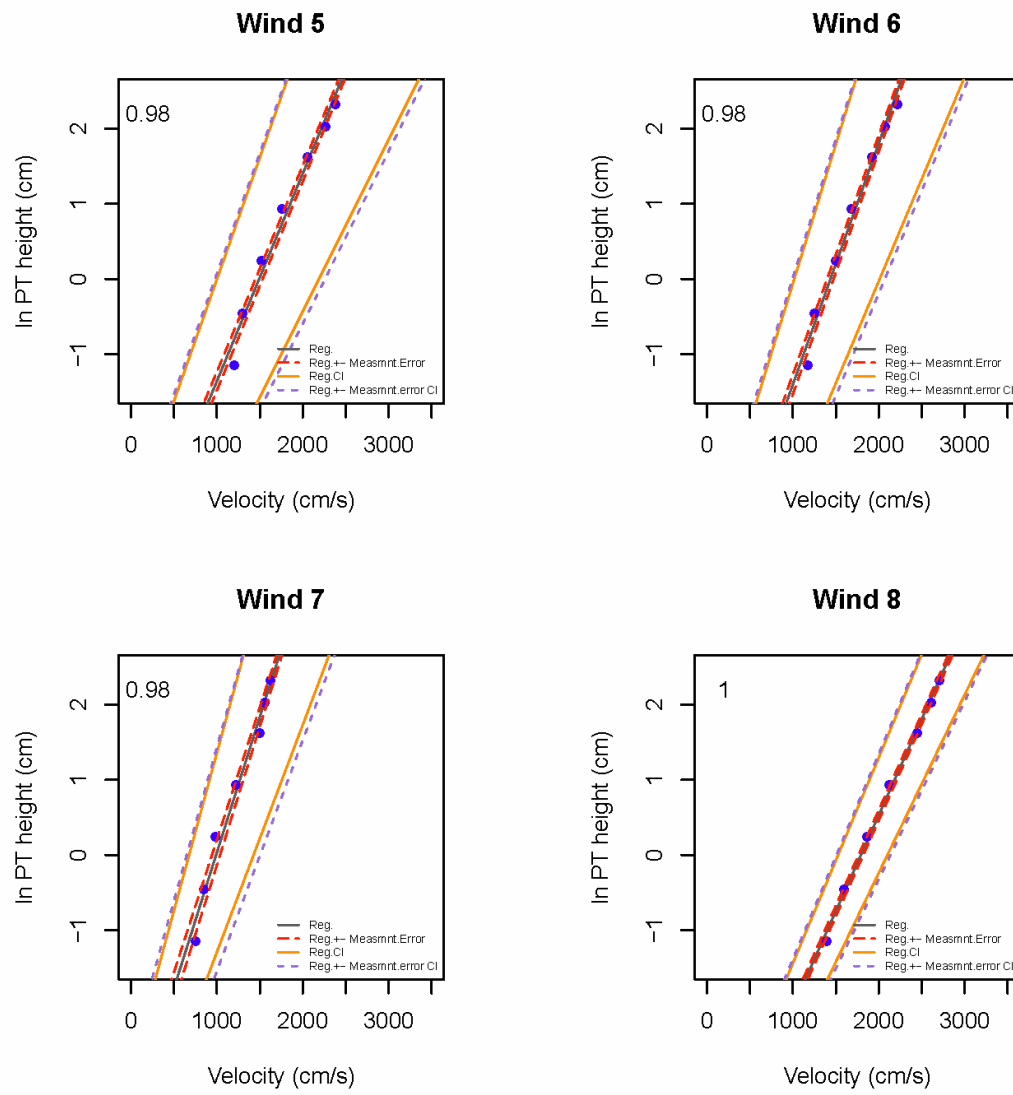 Wind 5
0.98
ln PT height (cm)
2
1
0
−1
Reg.
Reg.+− Measmnt.Error
Reg.CI
Reg.+− Measmnt.error CI
0 1000 2000 3000
Velocity (cm/s)
Wind 6
0.98
ln PT height (cm)
2
1
0
−1
Reg.
Reg.+− Measmnt.Error
Reg.CI
Reg.+− Measmnt.error CI
0 1000 2000 3000
Velocity (cm/s)
Wind 7
0.98
ln PT height (cm)
2
1
0
−1
Reg.
Reg.+− Measmnt.Error
Reg.CI
Reg.+− Measmnt.error CI
0 1000 2000 3000
Velocity (cm/s)
Wind 8
1
ln PT height (cm)
2
1
0
−1
Reg.
Reg.+− Measmnt.Error
Reg.CI
Reg.+− Measmnt.error CI
0 1000 2000 3000
Velocity (cm/s)